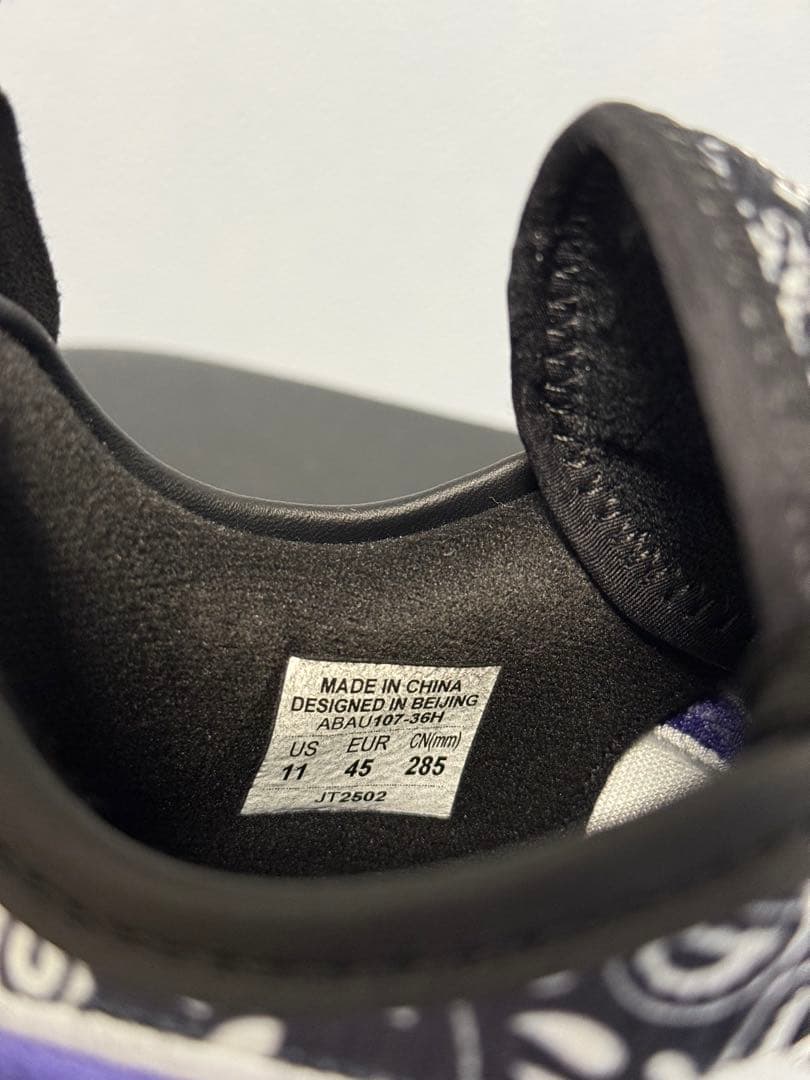 MADE IN CHINA
DESIGNED IN BEIJING
ABAU107-36H
US EUR CN(mm)
11 45 285
JT2502